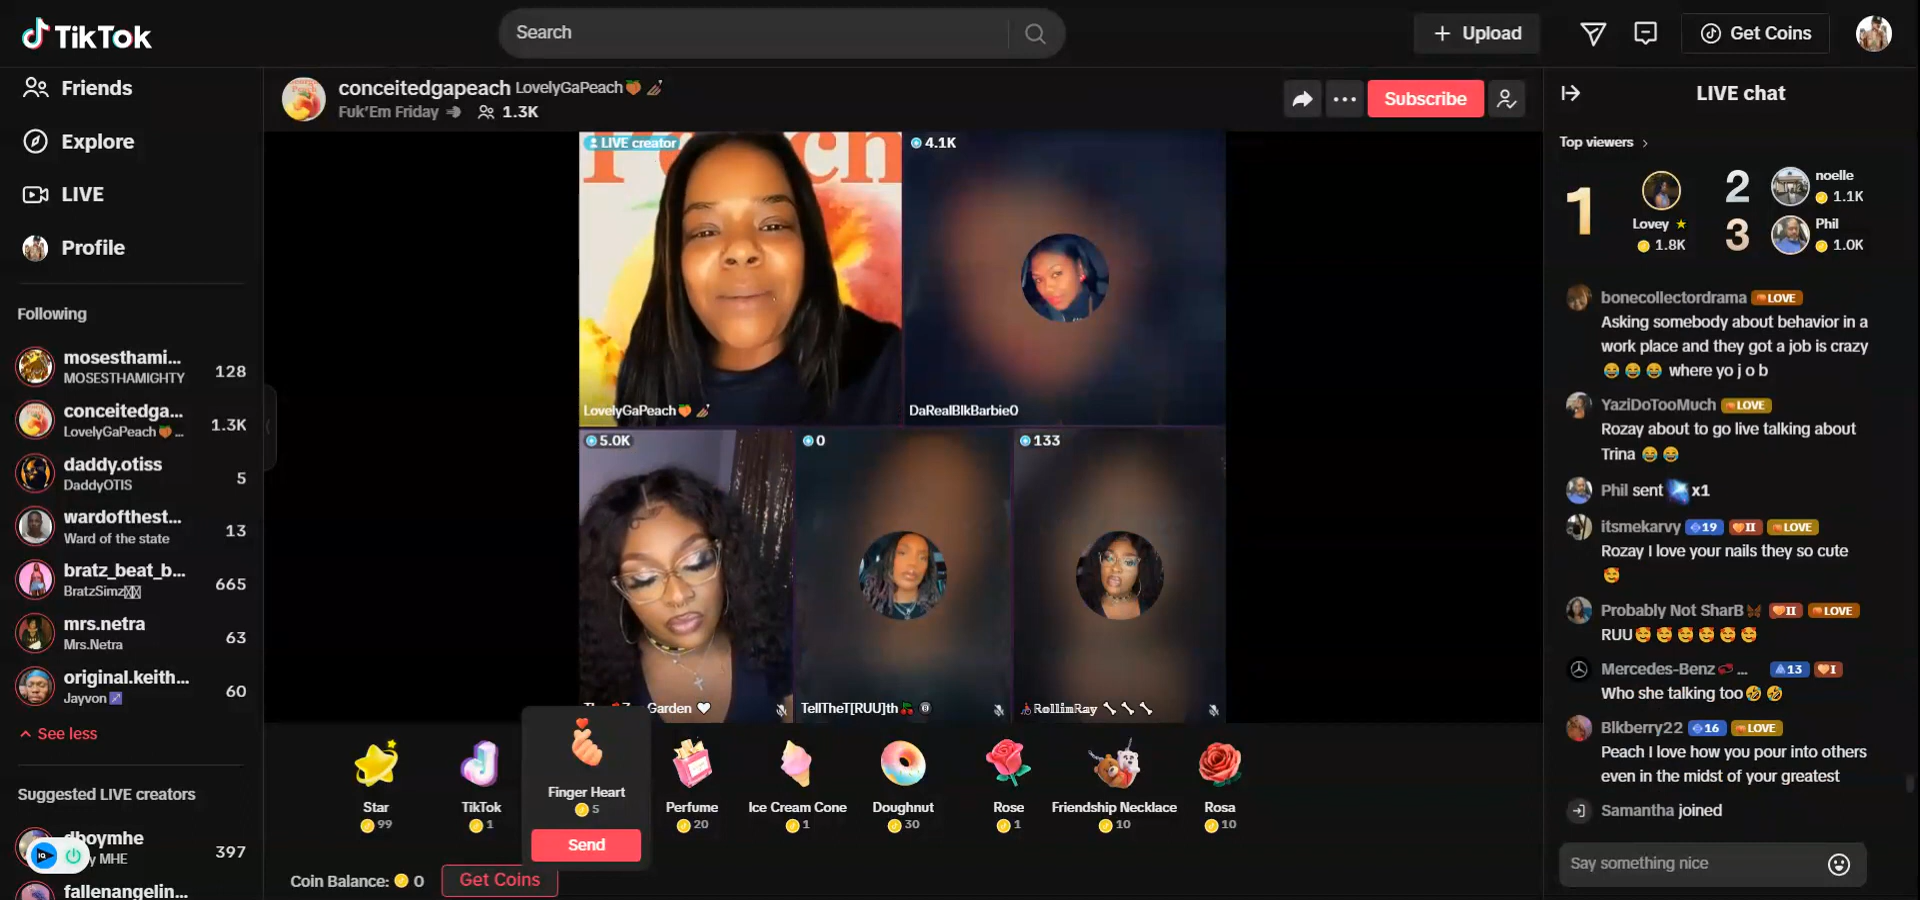 TikTok
Search
Upload
Get Coins
Friends
Explore
LIVE
Profile
Following
mosesthami...
MOSESTHAMIGHTY
128
conceitedga...
LovelyGaPeach🍑...
1.3K
daddy.otiss
DaddyOTIS
5
wardofthest...
Ward of the state
13
bratz_beat_b...
BratzSimz
665
mrs.netra
Mrs.Netra
63
original.keith...
Jayvon
60
See less
Suggested LIVE creators
dboymhe
MHE
397
fallenangelin...
conceitedgapeach LovelyGaPeach🍑💅🏾
Fuk'Em Friday 1.3K
Subscribe
LIVE creator
LovelyGaPeach🍑💅🏾
4.1K
DaRealBlkBarbie0
5.0K
Garden 🤍
0
TellTheT[RUU]th🍒
133
RollimRay 🦴🦴🦴
Star
99
TikTok
1
Finger Heart
5
Send
Perfume
20
Ice Cream Cone
1
Doughnut
30
Rose
1
Friendship Necklace
10
Rosa
10
Coin Balance: 0
Get Coins
LIVE chat
Top viewers
1
Lovey
1.8K
2
noelle
1.1K
3
Phil
1.0K
bonecollectordrama LOVE
Asking somebody about behavior in a
work place and they got a job is crazy
😂😂😂 where yo j o b
YaziDoTooMuch LOVE
Rozay about to go live talking about
Trina 😂😂
Phil sent x1
itsmekarvy 19 II LOVE
Rozay I love your nails they so cute
🥰
Probably Not SharB🦋 II LOVE
RUU🥰🥰🥰🥰🥰🥰
Mercedes-Benz💞... 13 I
Who she talking too🤣🤣
Blkberry22 16 LOVE
Peach I love how you pour into others
even in the midst of your greatest
Samantha joined
Say something nice